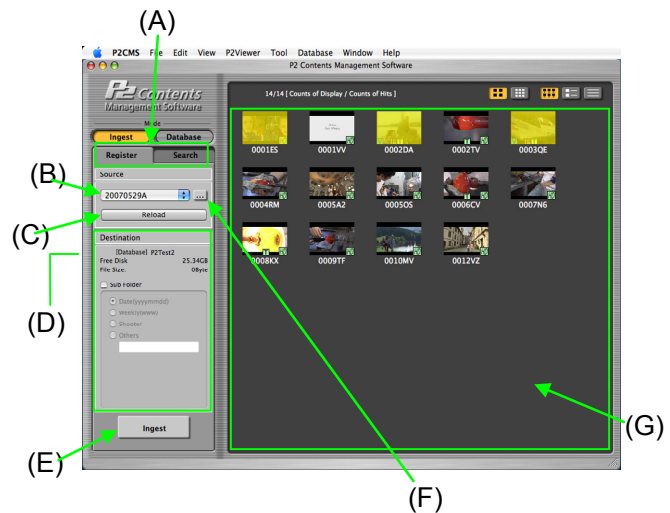 (A)
P2CMS File Edit View P2Viewer Tool Database Window Help
P2 Contents Management Software
P2 Contents
Management Software
14/14 [ Counts of Display / Counts of Hits ]
Mode
Ingest Database
Register Search
Source
(B)
20070529A ...
(C)
Reload
Destination
[Database] P2Test2
Free Disk 25.34GB
File Size. 0Byte
Sub Folder
(D)
Date(yyyymmdd)
Weekly(www)
Shooter
Others
Ingest
(E)
0001ES 0001VV 0002DA 0002TV 0003QE
0004RM 0005A2 0005OS 0006CV 0007N6
0008KX 0009TF 0010MV 0012VZ
(G)
(F)